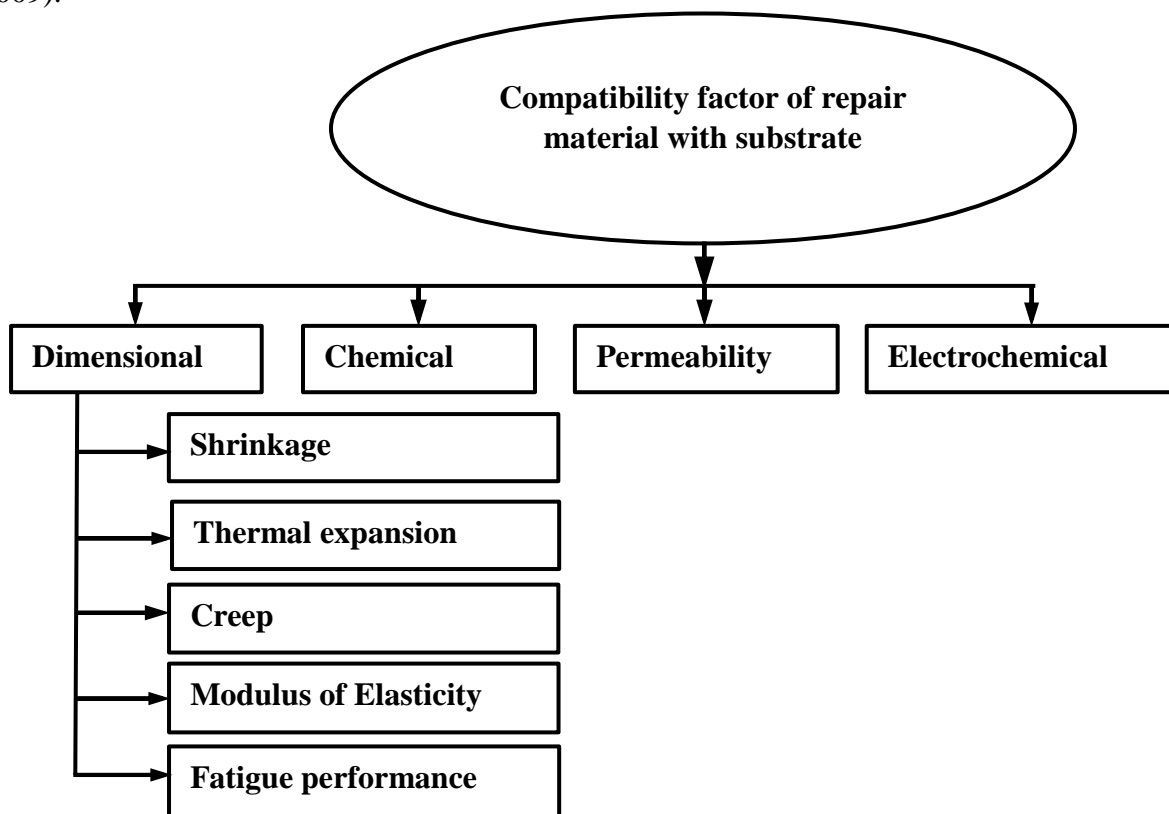 Compatibility factor of repair
material with substrate
Dimensional
Chemical
Permeability
Electrochemical
Shrinkage
Thermal expansion
Creep
Modulus of Elasticity
Fatigue performance